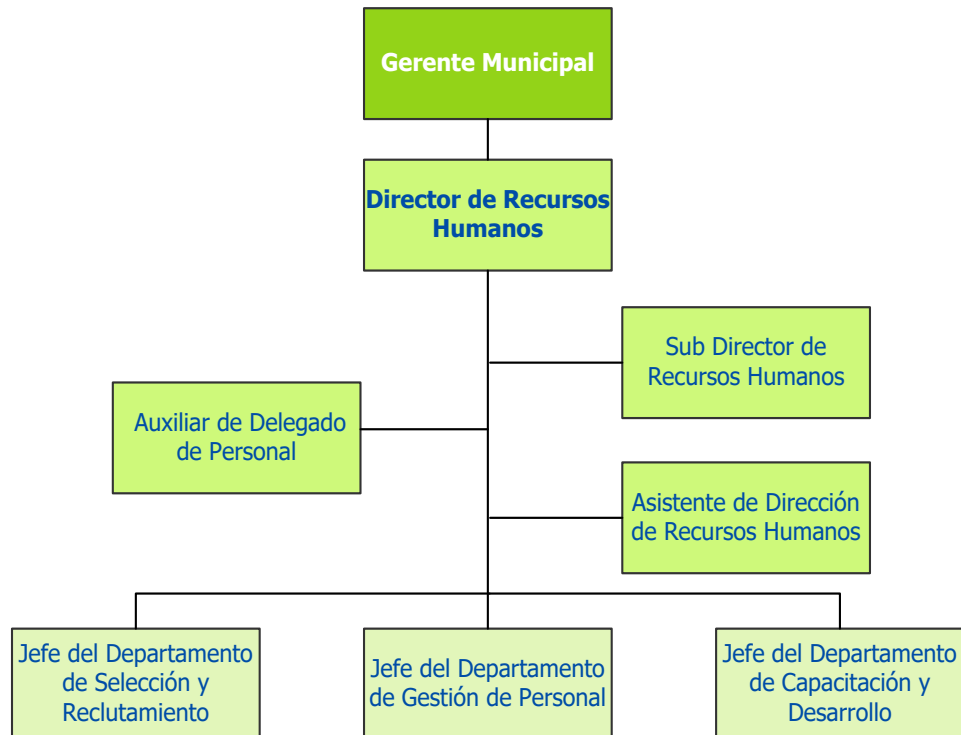 Gerente Municipal
Director de Recursos
Humanos
Sub Director de
Recursos Humanos
Auxiliar de Delegado
de Personal
Asistente de Dirección
de Recursos Humanos
Jefe del Departamento
de Selección y
Reclutamiento
Jefe del Departamento
de Gestión de Personal
Jefe del Departamento
de Capacitación y
Desarrollo